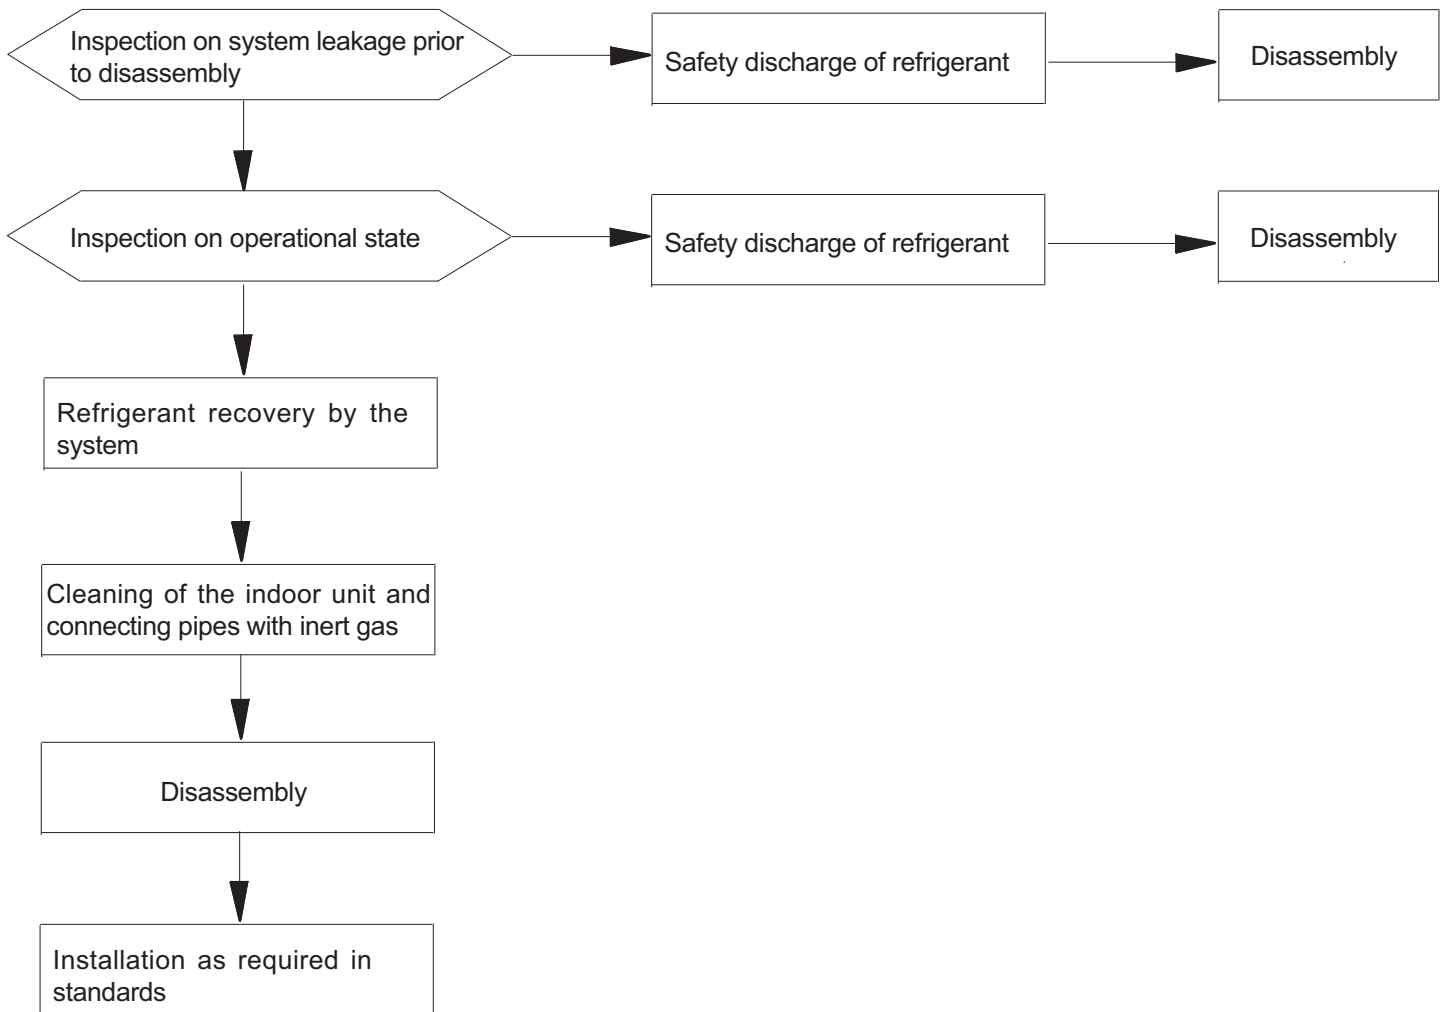 Inspection on system leakage prior
to disassembly
Safety discharge of refrigerant
Disassembly
Inspection on operational state
Safety discharge of refrigerant
Disassembly
Refrigerant recovery by the
system
Cleaning of the indoor unit and
connecting pipes with inert gas
Disassembly
Installation as required in
standards